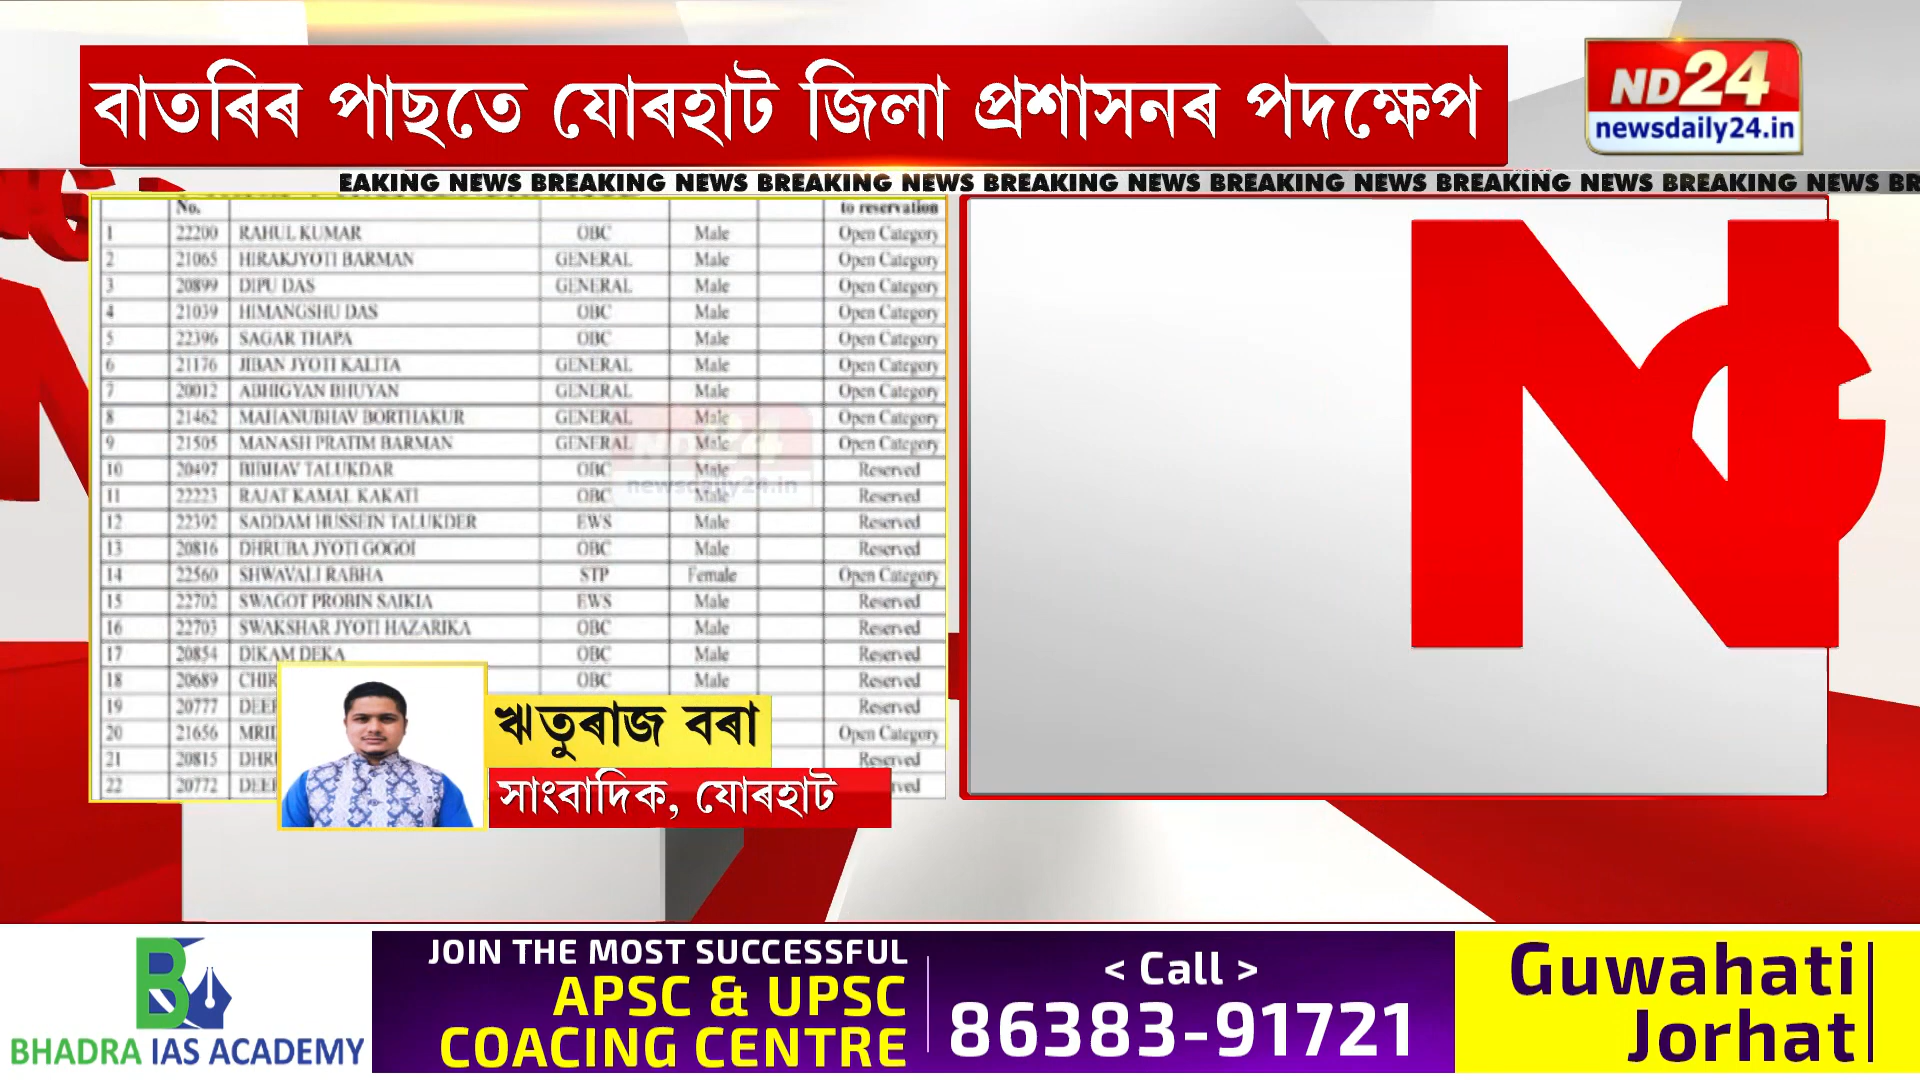 বাতৰিৰ পাছতে যোৰহাট জিলা প্ৰশাসনৰ পদক্ষেপ
ND24
newsdaily24.in
EAKING NEWS BREAKING NEWS BREAKING NEWS BREAKING NEWS BREAKING NEWS BREAKING NEWS BREAKING NEWS BR
No. to reservation
1 22200 RAHUL KUMAR OBC Male Open Category
2 21065 HIRAKJYOTI BARMAN GENERAL Male Open Category
3 20899 DIPU DAS GENERAL Male Open Category
4 21039 HIMANGSHU DAS OBC Male Open Category
5 22396 SAGAR THAPA OBC Male Open Category
6 21176 JIBAN JYOTI KALITA GENERAL Male Open Category
7 20012 ABHIGYAN BHUYAN GENERAL Male Open Category
8 21462 MAHANUBHAV BORTHAKUR GENERAL Male Open Category
9 21505 MANASH PRATIM BARMAN GENERAL Male Open Category
10 20497 BIBHAV TALUKDAR OBC Male Reserved
11 22223 RAJAT KAMAL KAKATI OBC Male Reserved
12 22392 SADDAM HUSSEIN TALUKDER EWS Male Reserved
13 20816 DHRUBA JYOTI GOGOI OBC Male Reserved
14 22560 SHWAVALI RABHA STP Female Open Category
15 22702 SWAGOT PROBIN SAIKIA EWS Male Reserved
16 22703 SWAKSHAR JYOTI HAZARIKA OBC Male Reserved
17 20854 DIKAM DEKA OBC Male Reserved
18 20689 CHIR OBC Male Reserved
19 20777 DEEP Reserved
20 21656 MRID Open Category
21 20815 DHRU Reserved
22 20772 DEEP rved
ND24
newsdaily24.in
ঋতুৰাজ বৰা
সাংবাদিক, যোৰহাট
BHADRA IAS ACADEMY
JOIN THE MOST SUCCESSFUL
APSC & UPSC
COACING CENTRE
< Call >
86383-91721
Guwahati
Jorhat